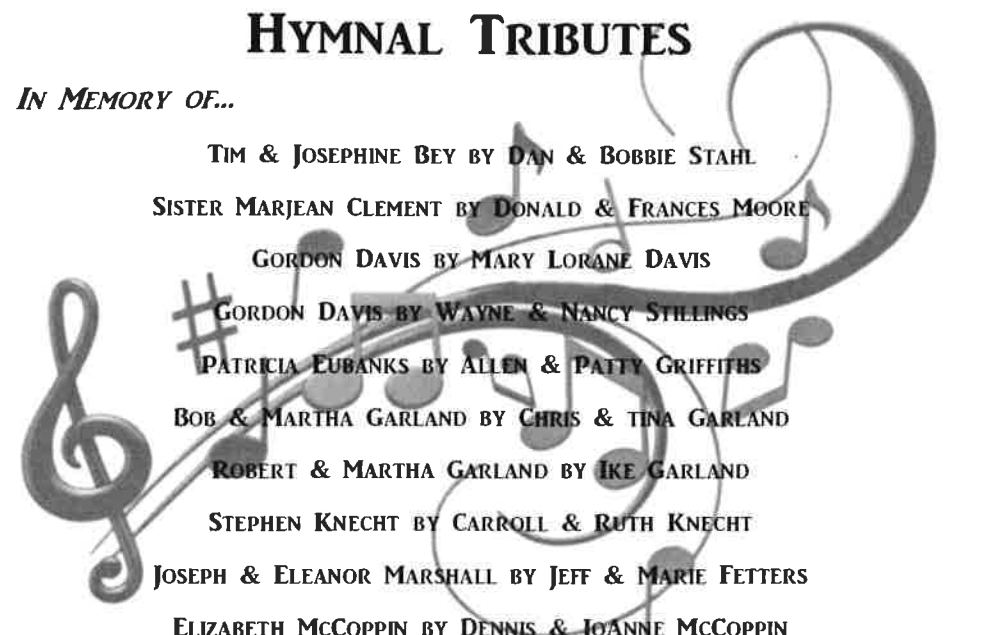 HYMNAL TRIBUTES
IN MEMORY OF...
TIM & JOSEPHINE BEY BY DAN & BOBBIE STAHL
SISTER MARJEAN CLEMENT BY DONALD & FRANCES MOORE
GORDON DAVIS BY MARY LORANE DAVIS
GORDON DAVIS BY WAYNE & NANCY STILLINGS
PATRICIA EUBANKS BY ALLEN & PATTY GRIFFITHS
BOB & MARTHA GARLAND BY CHRIS & TINA GARLAND
ROBERT & MARTHA GARLAND BY IKE GARLAND
STEPHEN KNECHT BY CARROLL & RUTH KNECHT
JOSEPH & ELEANOR MARSHALL BY JEFF & MARIE FETTERS
ELIZABETH MCCOPPIN BY DENNIS & JOANNE MCCOPPIN